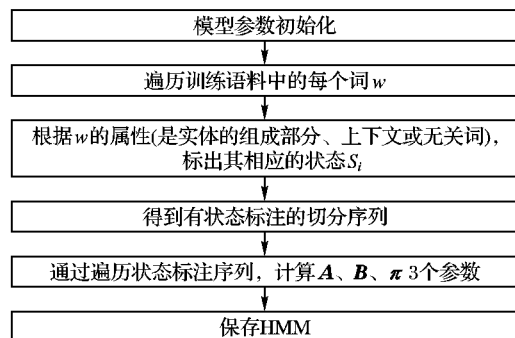 模型参数初始化
遍历训练语料中的每个词w
根据w的属性(是实体的组成部分、上下文或无关词),
标出其相应的状态Si
得到有状态标注的切分序列
通过遍历状态标注序列，计算A、B、π 3个参数
保存HMM